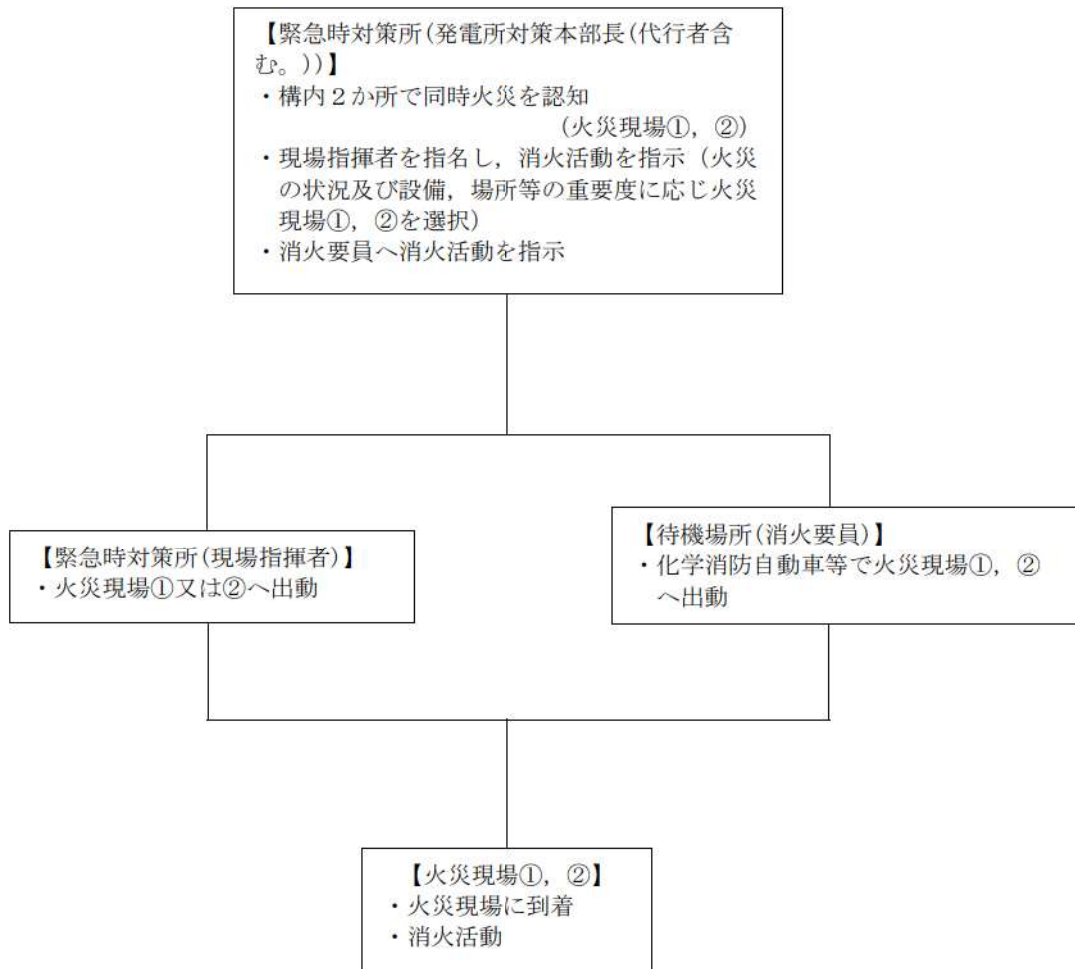 【緊急時対策所(発電所対策本部長(代行者含
む。))】
・構内２か所で同時火災を認知
(火災現場①，②)
・現場指揮者を指名し，消火活動を指示（火災
の状況及び設備，場所等の重要度に応じ火災
現場①，②を選択）
・消火要員へ消火活動を指示
【緊急時対策所(現場指揮者)】
・火災現場①又は②へ出動
【待機場所(消火要員)】
・化学消防自動車等で火災現場①，②
へ出動
【火災現場①，②】
・火災現場に到着
・消火活動